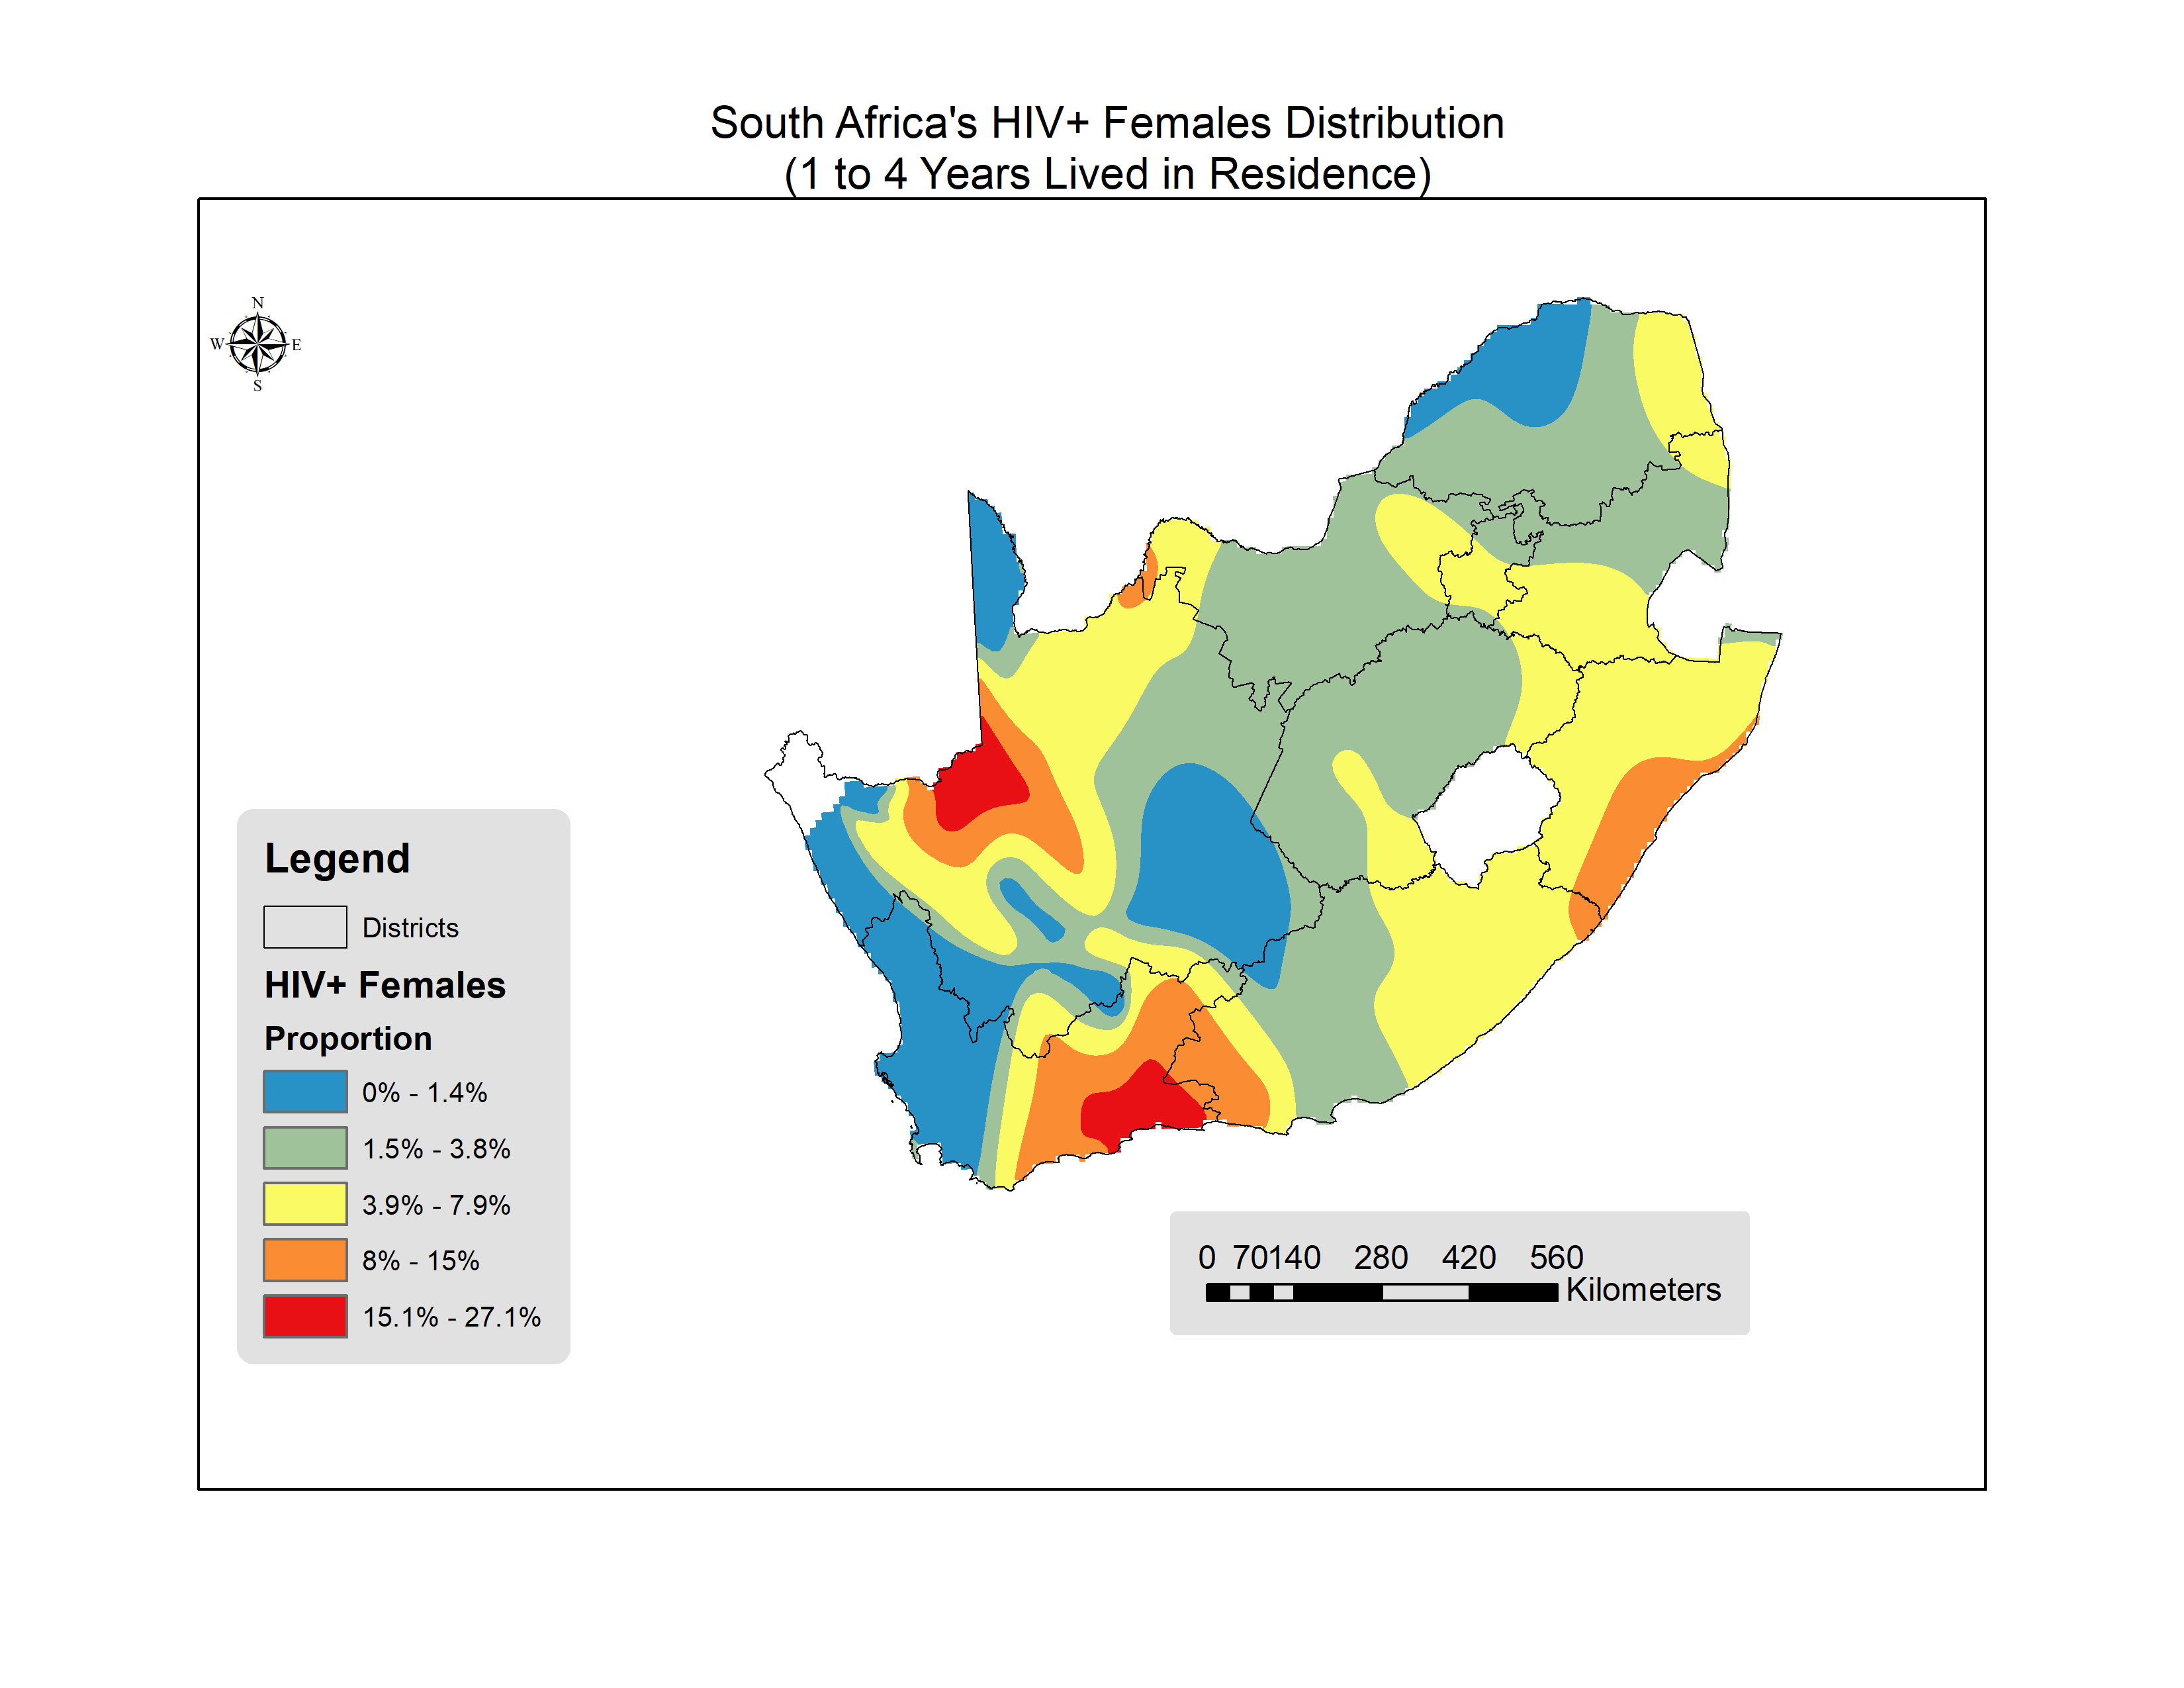 South Africa's HIV+ Females Distribution
(1 to 4 Years Lived in Residence)
N
W E
S
Legend
Districts
HIV+ Females
Proportion
0% - 1.4%
1.5% - 3.8%
3.9% - 7.9%
8% - 15%
15.1% - 27.1%
0 70140 280 420 560
Kilometers